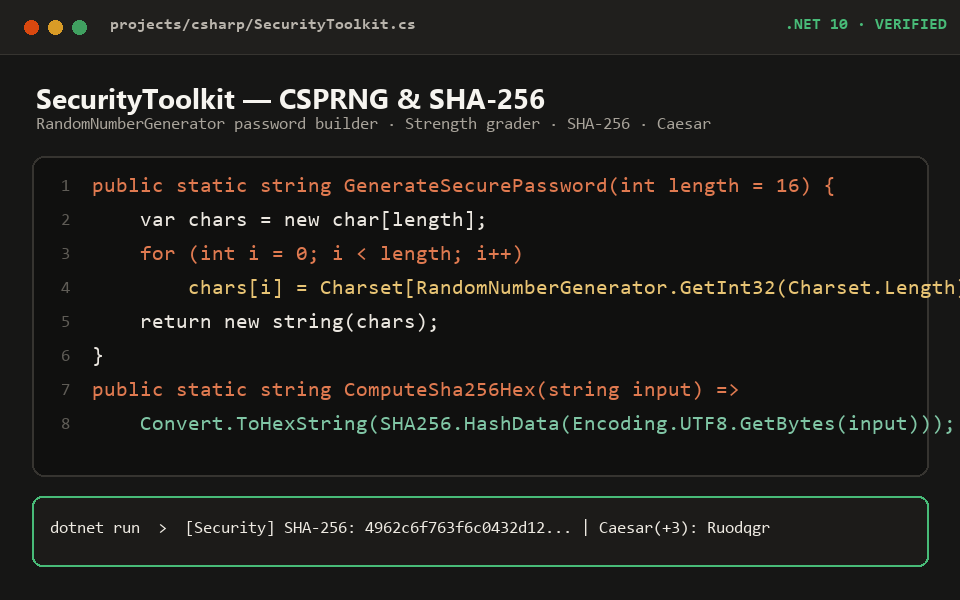 projects/csharp/SecurityToolkit.cs
.NET 10 · VERIFIED
SecurityToolkit — CSPRNG & SHA-256
RandomNumberGenerator password builder · Strength grader · SHA-256 · Caesar
1 public static string GenerateSecurePassword(int length = 16) {
2 var chars = new char[length];
3 for (int i = 0; i < length; i++)
4 chars[i] = Charset[RandomNumberGenerator.GetInt32(Charset.Length)
5 return new string(chars);
6 }
7 public static string ComputeSha256Hex(string input) =>
8 Convert.ToHexString(SHA256.HashData(Encoding.UTF8.GetBytes(input)));
dotnet run > [Security] SHA-256: 4962c6f763f6c0432d12... | Caesar(+3): Ruodqgr